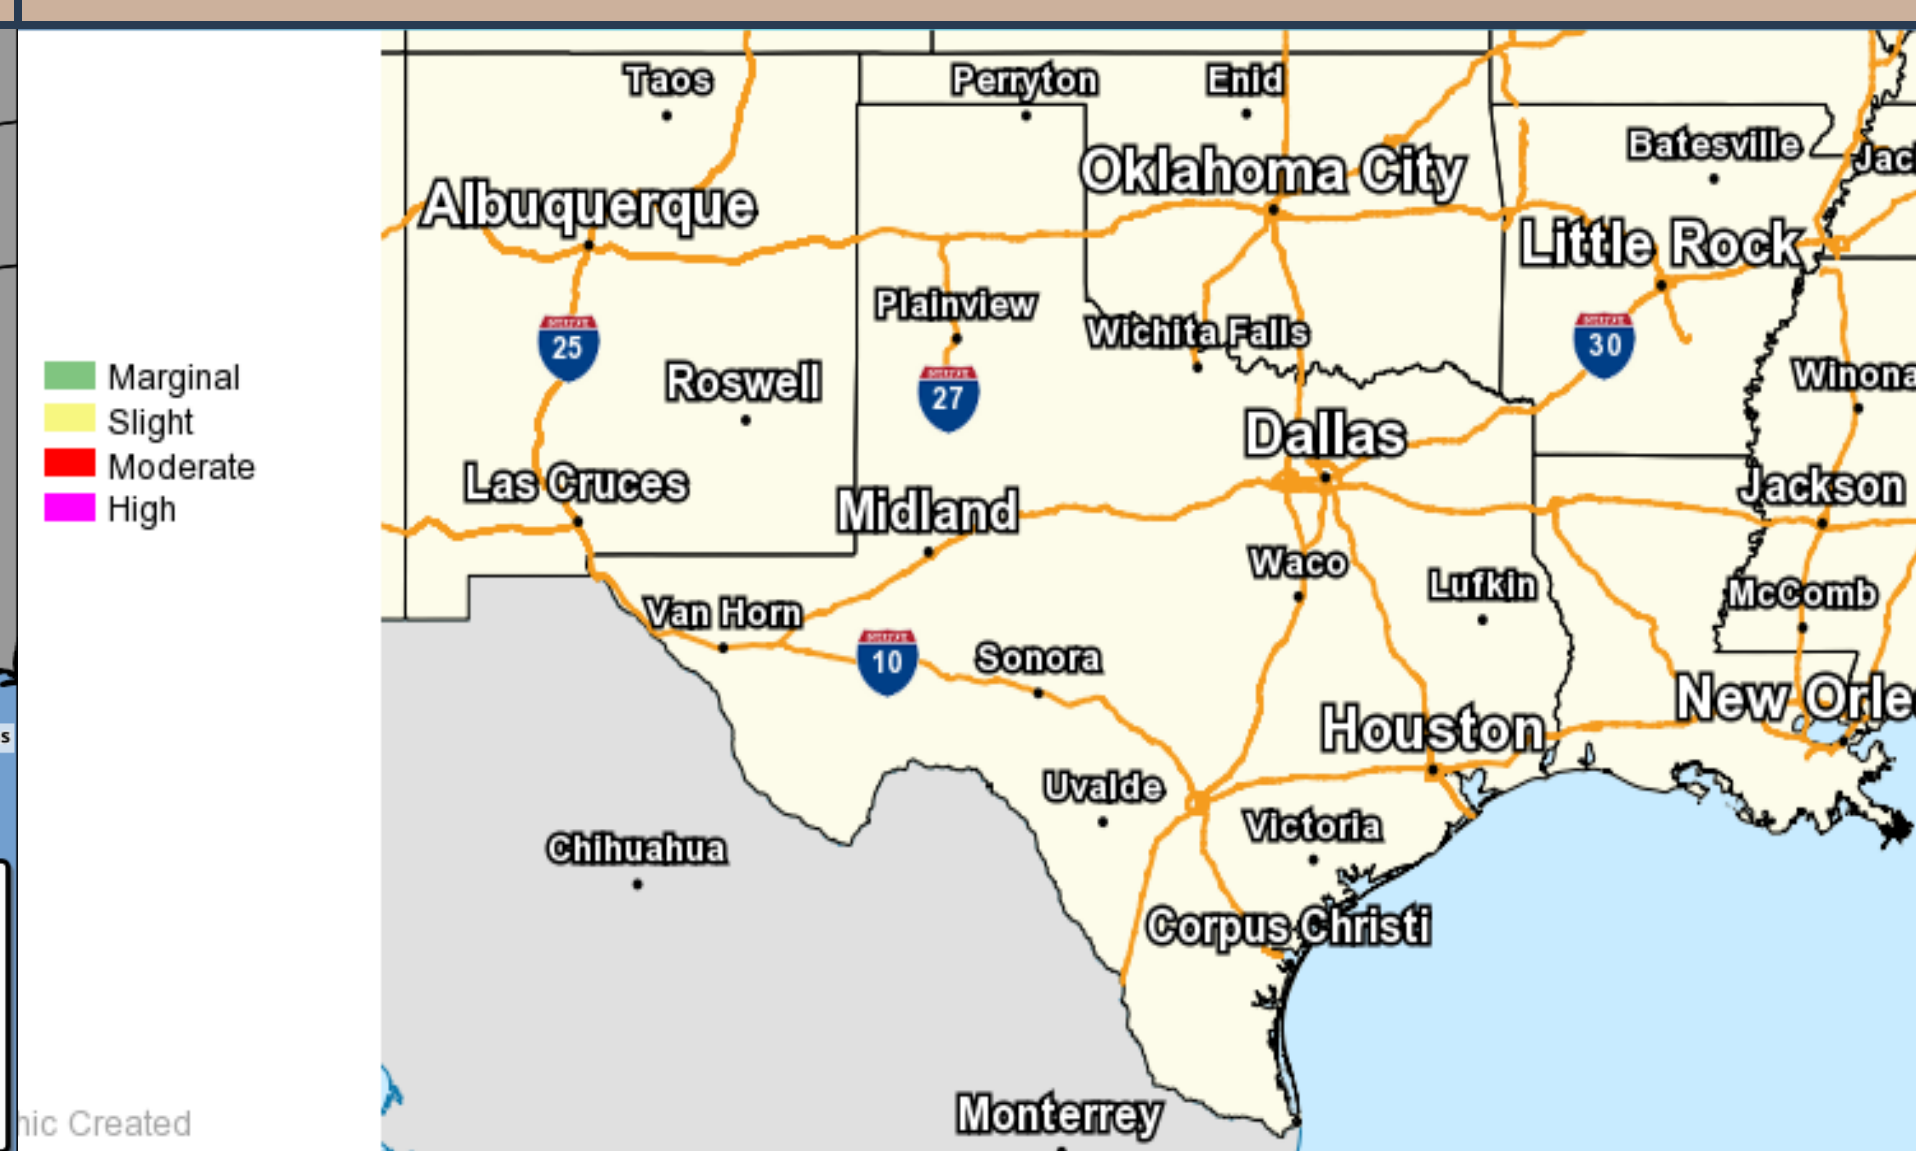 Taos
Perryton
Enid
Batesville
Oklahoma City
Albuquerque
Little Rock
Plainview
Wichita Falls
25
30
27
Roswell
Marginal
Slight
Moderate
High
Dallas
Las Cruces
Midland
Jackson
Waco
Lufkin
McComb
Van Horn
10
Sonora
New
Houston
s
Uvalde
Victoria
Chihuahua
Corpus Christi
Monterrey
Created